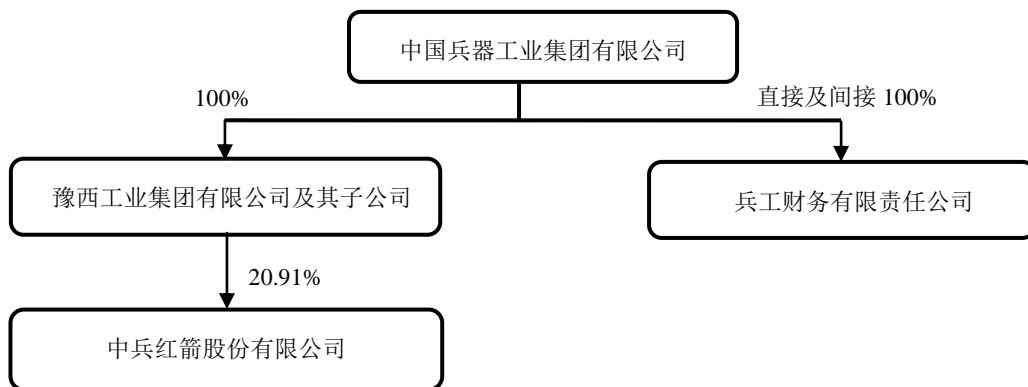 中国兵器工业集团有限公司
100%
直接及间接 100%
豫西工业集团有限公司及其子公司
兵工财务有限责任公司
20.91%
中兵红箭股份有限公司